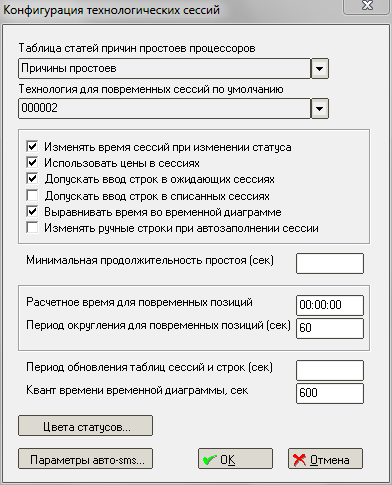 Конфигурация технологических сессий
Таблица статей причин простоев процессоров
Причины простоев
Технология для повременных сессий по умолчанию
000002
Изменять время сессий при изменении статуса
Использовать цены в сессиях
Допускать ввод строк в ожидающих сессиях
Допускать ввод строк в списанных сессиях
Выравнивать время во временной диаграмме
Изменять ручные строки при автозаполнении сессии
Минимальная продолжительность простоя (сек)
Расчетное время для повременных позиций 00:00:00
Период округления для повременных позиций (сек) 60
Период обновления таблиц сессий и строк (сек)
Квант времени временной диаграммы, сек 600
Цвета статусов...
Параметры авто-sms... OK Отмена